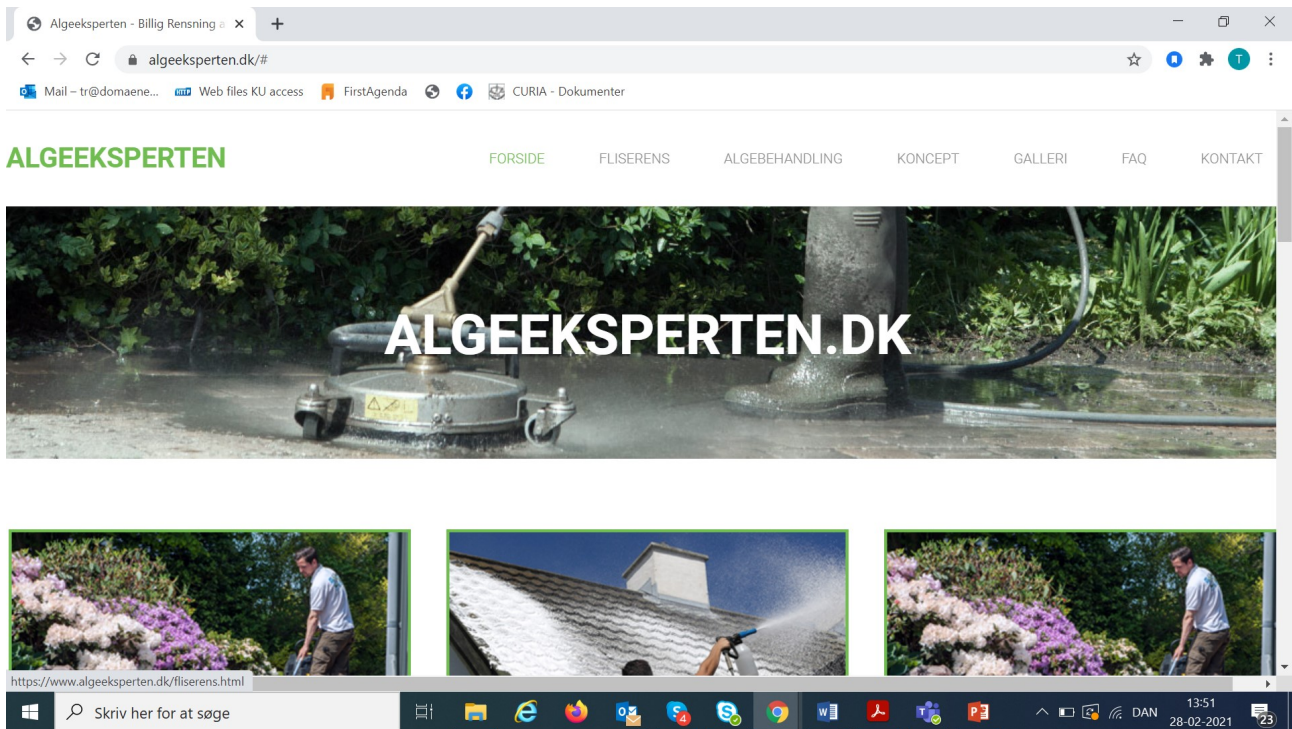 Algeeksperten - Billig Rensning a
algeeksperten.dk/#
T
Mail – tr@domaene... Web files KU access FirstAgenda CURIA - Dokumenter
ALGEEKSPERTEN FORSIDE FLISERENS ALGEBEHANDLING KONCEPT GALLERI FAQ KONTAKT
ALGEEKSPERTEN.DK
https://www.algeeksperten.dk/fliserens.html
Skriv her for at søge
DAN
13:51
28-02-2021
23